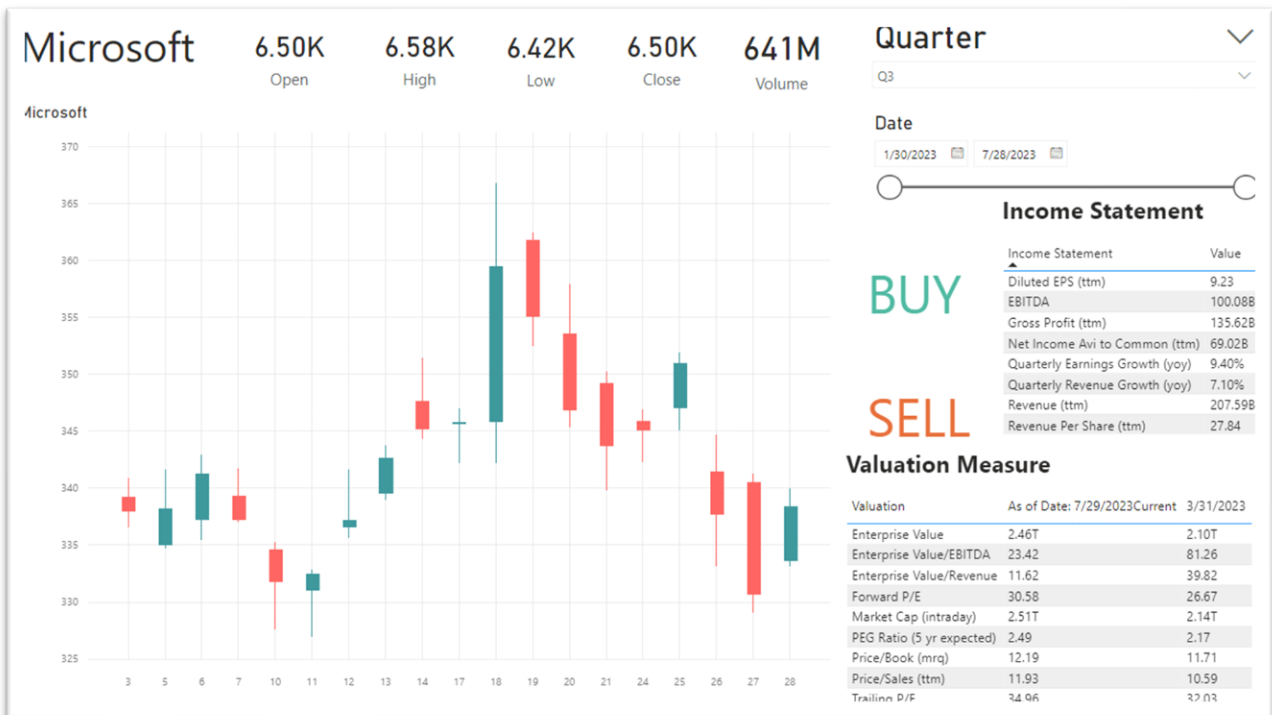 Microsoft
6.50K
Open
6.58K
High
6.42K
Low
6.50K
Close
641M
Volume
Microsoft
370
365
360
355
350
345
340
335
330
325
3 5 6 7 10 11 12 13 14 17 18 19 20 21 24 25 26 27 28
Quarter
Q3
Date
1/30/2023 7/28/2023
BUY
SELL
Income Statement
Income Statement Value
Diluted EPS (ttm) 9.23
EBITDA 100.08B
Gross Profit (ttm) 135.62B
Net Income Avi to Common (ttm) 69.02B
Quarterly Earnings Growth (yoy) 9.40%
Quarterly Revenue Growth (yoy) 7.10%
Revenue (ttm) 207.59B
Revenue Per Share (ttm) 27.84
Valuation Measure
Valuation As of Date: 7/29/2023Current 3/31/2023
Enterprise Value 2.46T 2.10T
Enterprise Value/EBITDA 23.42 81.26
Enterprise Value/Revenue 11.62 39.82
Forward P/E 30.58 26.67
Market Cap (intraday) 2.51T 2.14T
PEG Ratio (5 yr expected) 2.49 2.17
Price/Book (mrq) 12.19 11.71
Price/Sales (ttm) 11.93 10.59
Trailing P/E 34.96 32.03